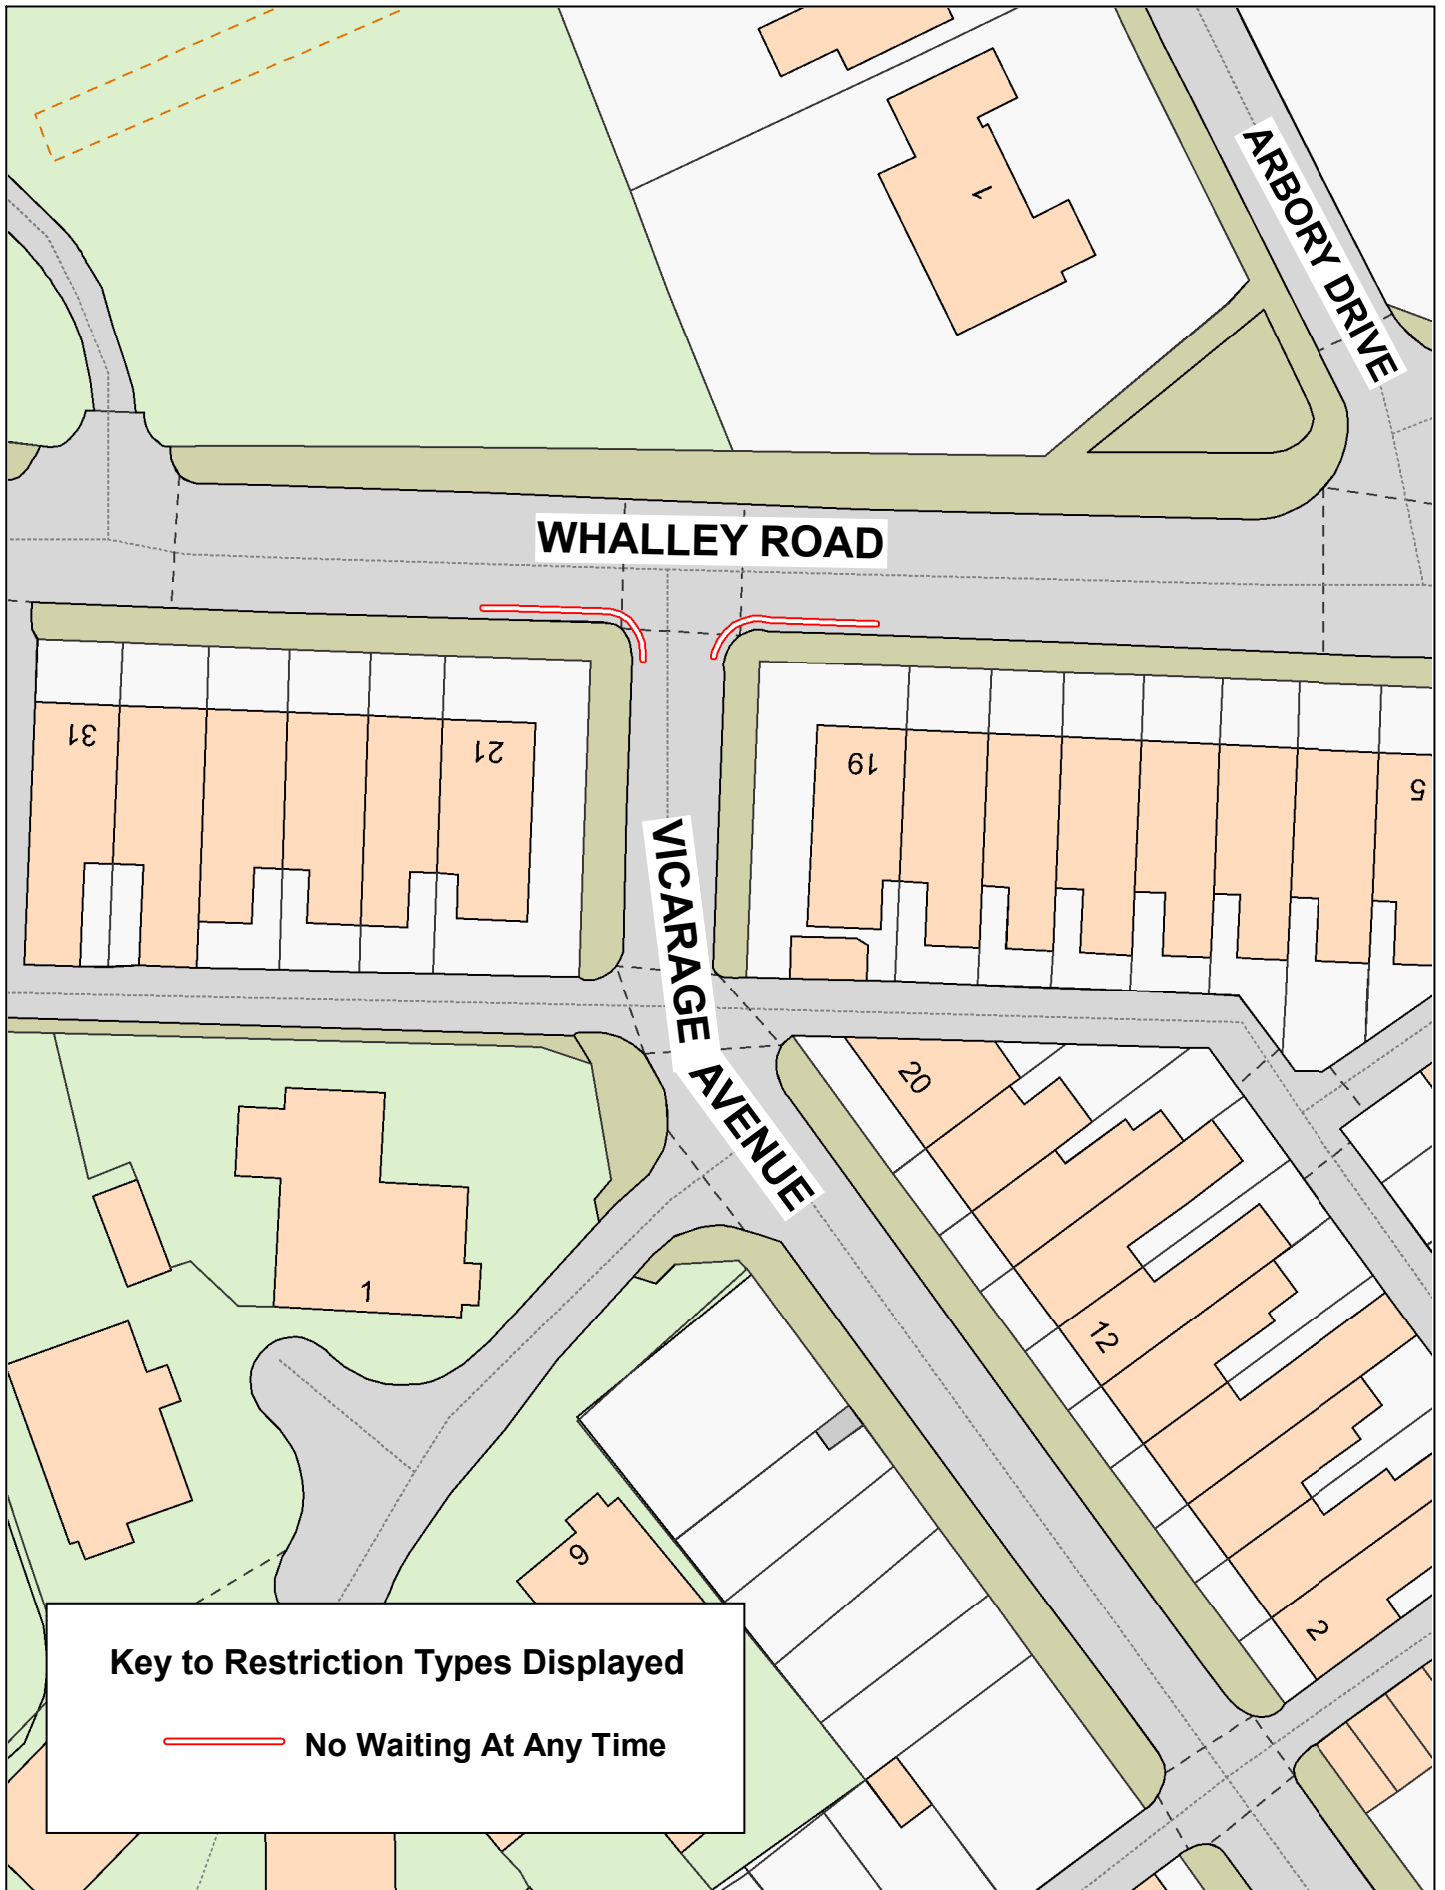 1
ARBORY DRIVE
WHALLEY ROAD
31
21
19
5
VICARAGE AVENUE
20
1
12
9
2
Key to Restriction Types Displayed
No Waiting At Any Time